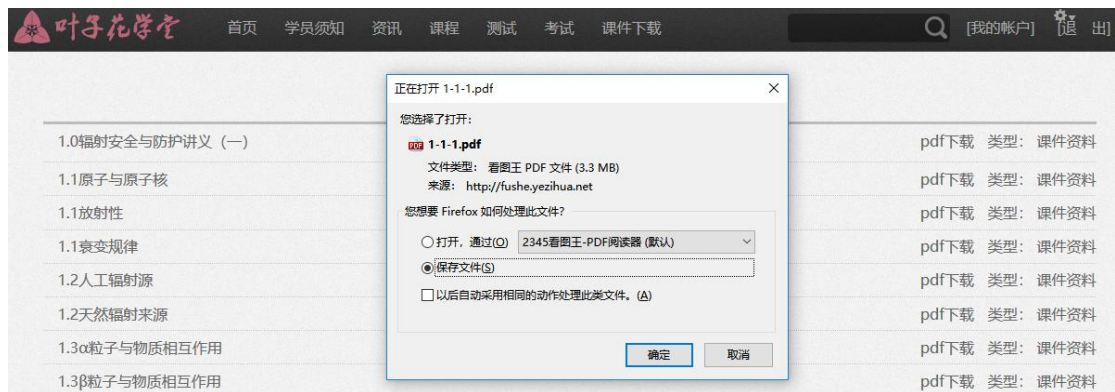 叶子花学堂 首页 学员须知 资讯 课程 测试 考试 课件下载 [我的帐户] [退 出]
正在打开 1-1-1.pdf
您选择了打开:
PDF 1-1-1.pdf
文件类型: 看图王 PDF 文件 (3.3 MB)
来源: http://fushe.yezihua.net
您想要 Firefox 如何处理此文件?
打开，通过(O) 2345看图王-PDF阅读器 (默认)
保存文件(S)
以后自动采用相同的动作处理此类文件。(A)
确定 取消
1.0辐射安全与防护讲义（一） pdf下载 类型: 课件资料
1.1原子与原子核 pdf下载 类型: 课件资料
1.1放射性 pdf下载 类型: 课件资料
1.1衰变规律 pdf下载 类型: 课件资料
1.2人工辐射源 pdf下载 类型: 课件资料
1.2天然辐射来源 pdf下载 类型: 课件资料
1.3α粒子与物质相互作用 pdf下载 类型: 课件资料
1.3β粒子与物质相互作用 pdf下载 类型: 课件资料